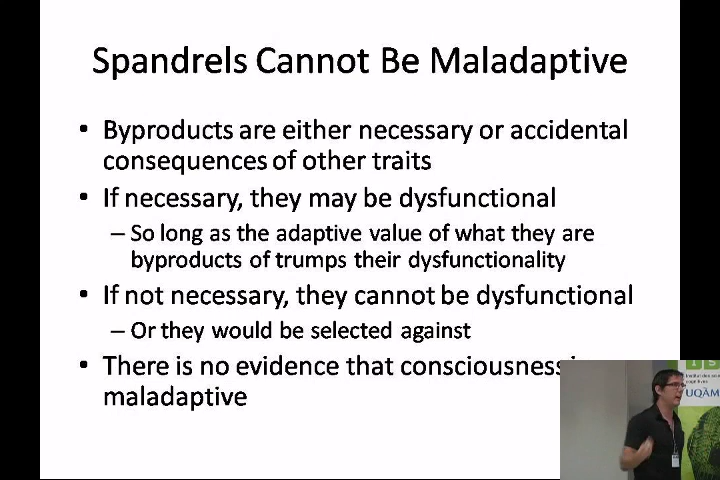 Spandrels Cannot Be Maladaptive
• Byproducts are either necessary or accidental
consequences of other traits
• If necessary, they may be dysfunctional
– So long as the adaptive value of what they are
byproducts of trumps their dysfunctionality
• If not necessary, they cannot be dysfunctional
– Or they would be selected against
• There is no evidence that consciousness
maladaptive
UQÀM